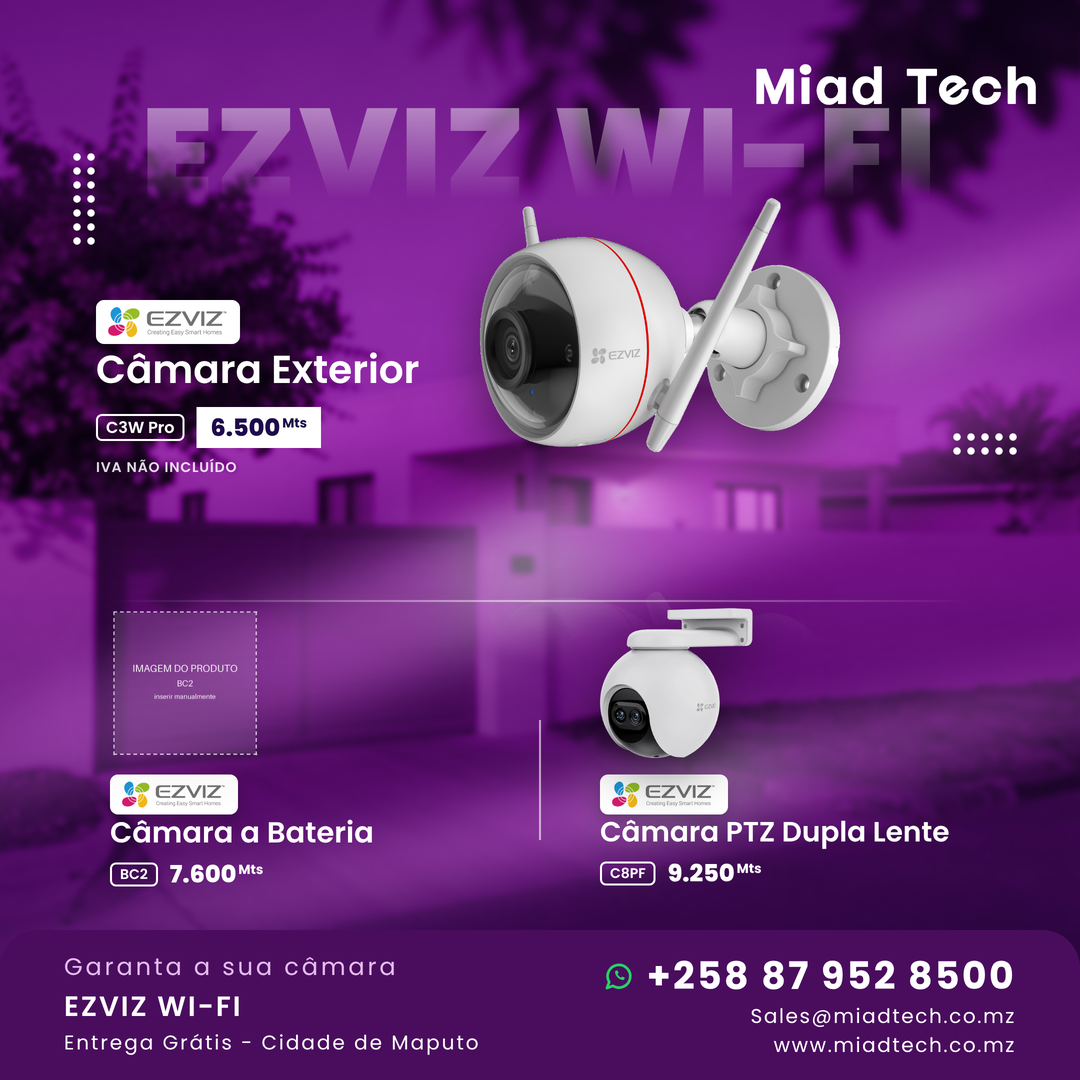 Miad Tech
EZVIZ WI-FI
EZVIZ
Creating Easy Smart Homes
Câmara Exterior
C3W Pro 6.500 Mts
IVA NÃO INCLUÍDO
EZVIZ
IMAGEM DO PRODUTO
BC2
inserir manualmente
EZVIZ
Creating Easy Smart Homes
Câmara a Bateria
BC2 7.600 Mts
EZVIZ
EZVIZ
Creating Easy Smart Homes
Câmara PTZ Dupla Lente
C8PF 9.250 Mts
Garanta a sua câmara
EZVIZ WI-FI
Entrega Grátis - Cidade de Maputo
+258 87 952 8500
Sales@miadtech.co.mz
www.miadtech.co.mz